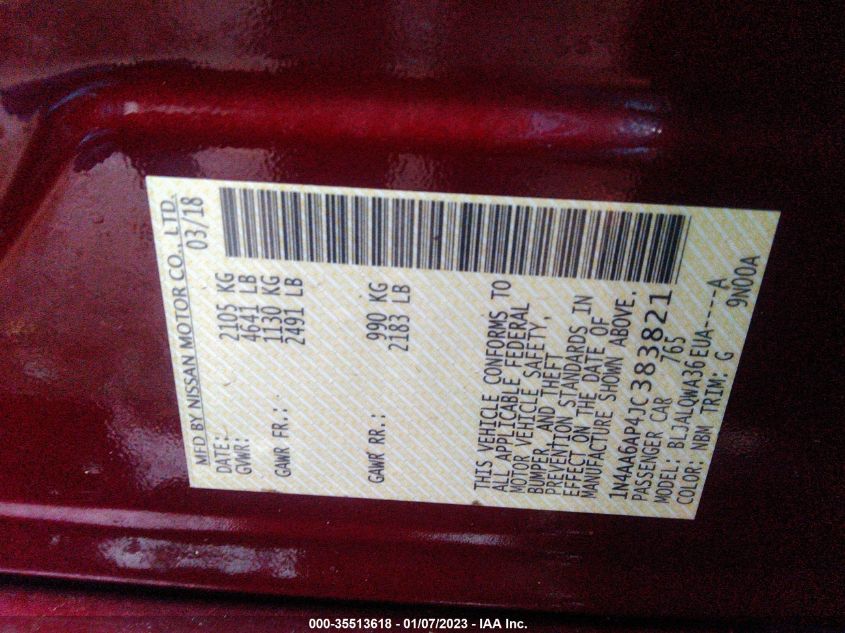 MFD BY NISSAN MOTOR CO., LTD.
DATE: 03/18
GWWR: 2105 KG
4641 LB
GAWR FR.: 1130 KG
2491 LB
GAWR RR.: 990 KG
2183 LB
THIS VEHICLE CONFORMS TO
ALL APPLICABLE FEDERAL
MOTOR VEHICLE SAFETY,
BUMPER AND THEFT
PREVENTION STANDARDS IN
EFFECT ON THE DATE OF
MANUFACTURE SHOWN ABOVE.
1N4AA6AP4JC383821
PASSENGER CAR 765
MODEL: BLJALQWA36EUA----A
COLOR: NBM TRIM: G 9N00A
000-35513618 - 01/07/2023 - IAA Inc.